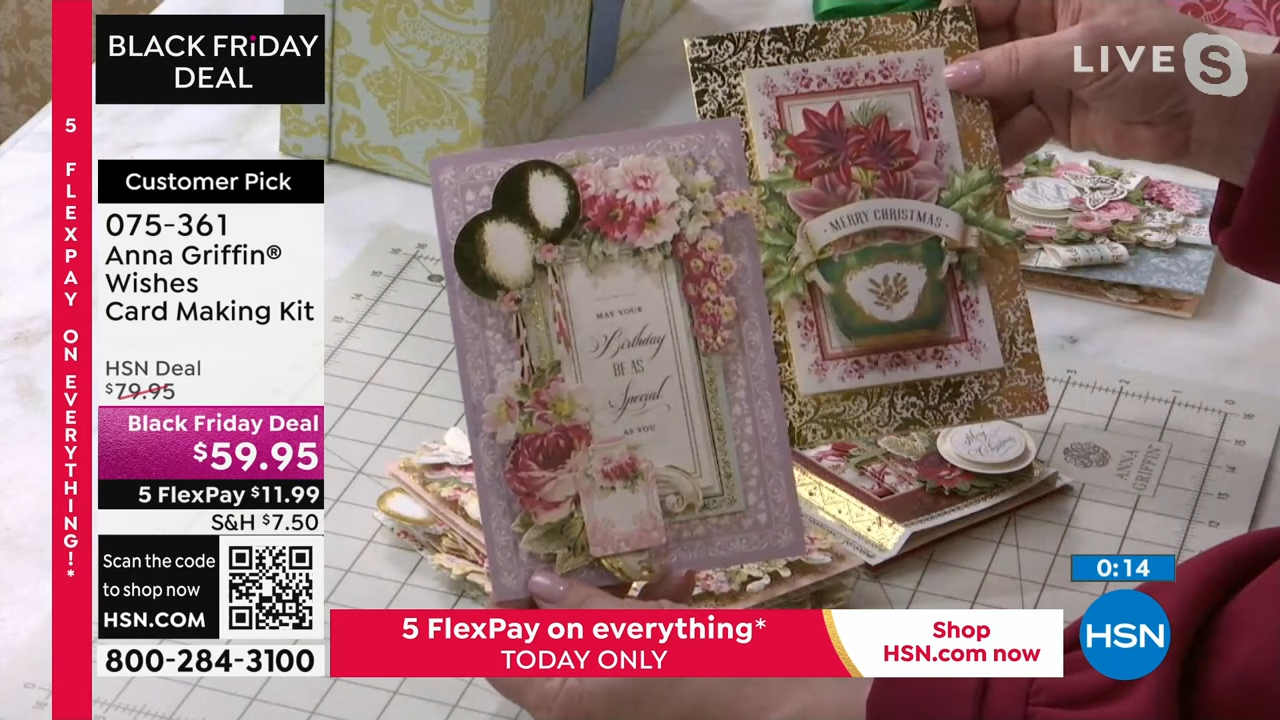 5 FLEXPAY ON EVERYTHING!*
BLACK FRiDAY
DEAL
Customer Pick
075-361
Anna Griffin®
Wishes
Card Making Kit
HSN Deal
$79.95
Black Friday Deal
$59.95
5 FlexPay $11.99
S&H $7.50
Scan the code
to shop now
HSN.COM
800-284-3100
LIVE S
MERRY CHRISTMAS
MAY YOUR
Birthday
BE AS
Special
AS YOU
ANNA
GRIFFIN
0:14
HSN
5 FlexPay on everything*
TODAY ONLY
Shop
HSN.com now